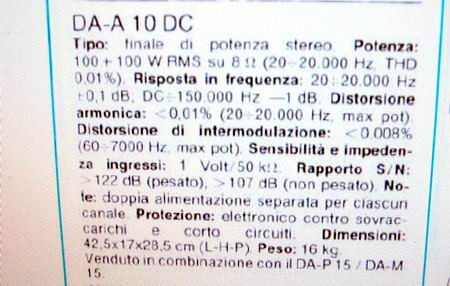 DA-A 10 DC
Tipo: finale di potenza stereo Potenza:
100 + 100 W RMS su 8 Ω (20÷20.000 Hz THD
0,01%). Risposta in frequenza: 20÷20.000 Hz
+0,1 dB, DC÷150.000 Hz —1 dB. Distorsione
armonica: <0,01% (20÷20.000 Hz, max pot).
Distorsione di intermodulazione: <0.008%
(60÷7000 Hz, max pot). Sensibilità e impeden-
za ingressi: 1 Volt/50 kΩ. Rapporto S/N:
>122 dB (pesato), >107 dB (non pesato). No-
te: doppia alimentazione separata per ciascun
canale. Protezione: elettronico contro sovrac-
carichi e corto circuiti. Dimensioni:
42,5x17x28,5 cm (L-H-P). Peso: 16 kg.
Venduto in combinazione con il DA-P 15 / DA-M
15.